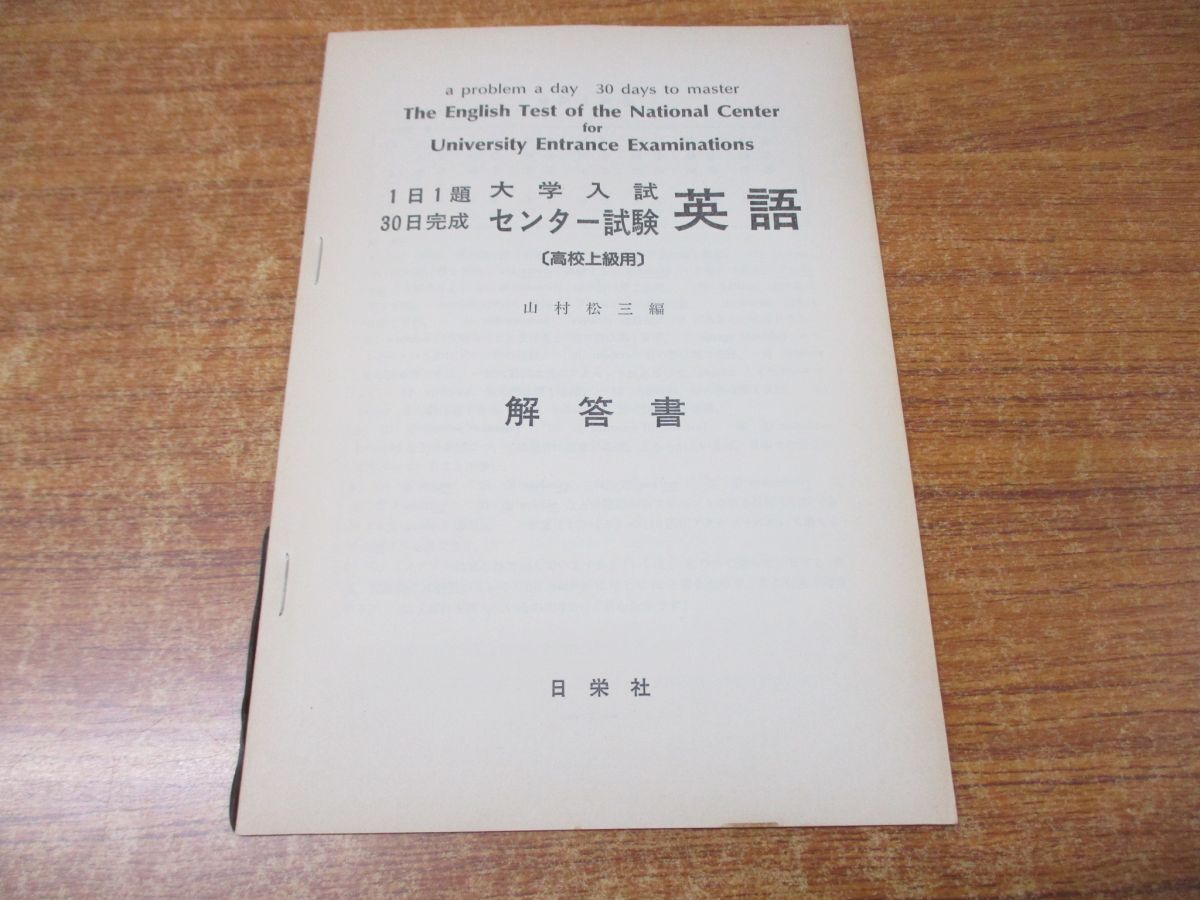 a problem a day 30 days to master
The English Test of the National Center
for
University Entrance Examinations
1日1題 大学入試
30日完成 センター試験 英語
〔高校上級用〕
山村松三編
解答書
日栄社